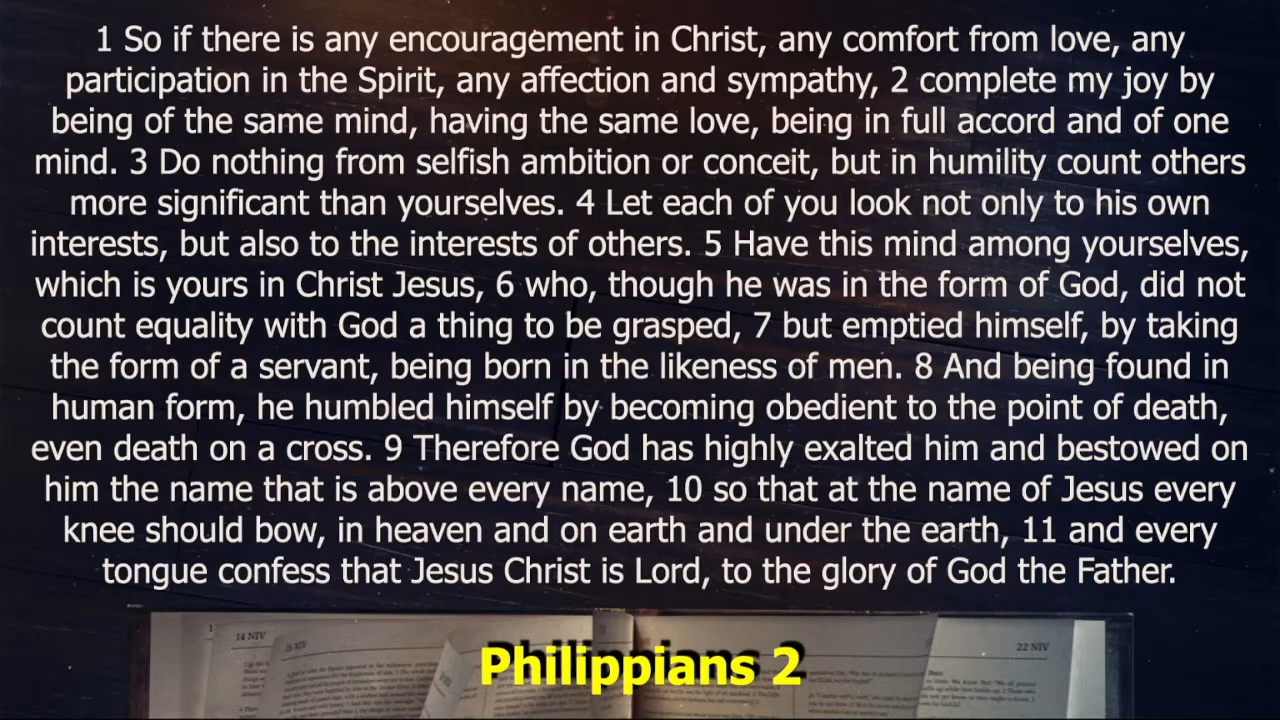 1 So if there is any encouragement in Christ, any comfort from love, any
participation in the Spirit, any affection and sympathy, 2 complete my joy by
being of the same mind, having the same love, being in full accord and of one
mind. 3 Do nothing from selfish ambition or conceit, but in humility count others
more significant than yourselves. 4 Let each of you look not only to his own
interests, but also to the interests of others. 5 Have this mind among yourselves,
which is yours in Christ Jesus, 6 who, though he was in the form of God, did not
count equality with God a thing to be grasped, 7 but emptied himself, by taking
the form of a servant, being born in the likeness of men. 8 And being found in
human form, he humbled himself by becoming obedient to the point of death,
even death on a cross. 9 Therefore God has highly exalted him and bestowed on
him the name that is above every name, 10 so that at the name of Jesus every
knee should bow, in heaven and on earth and under the earth, 11 and every
tongue confess that Jesus Christ is Lord, to the glory of God the Father.
14 NIV
22 NIV
Philippians 2